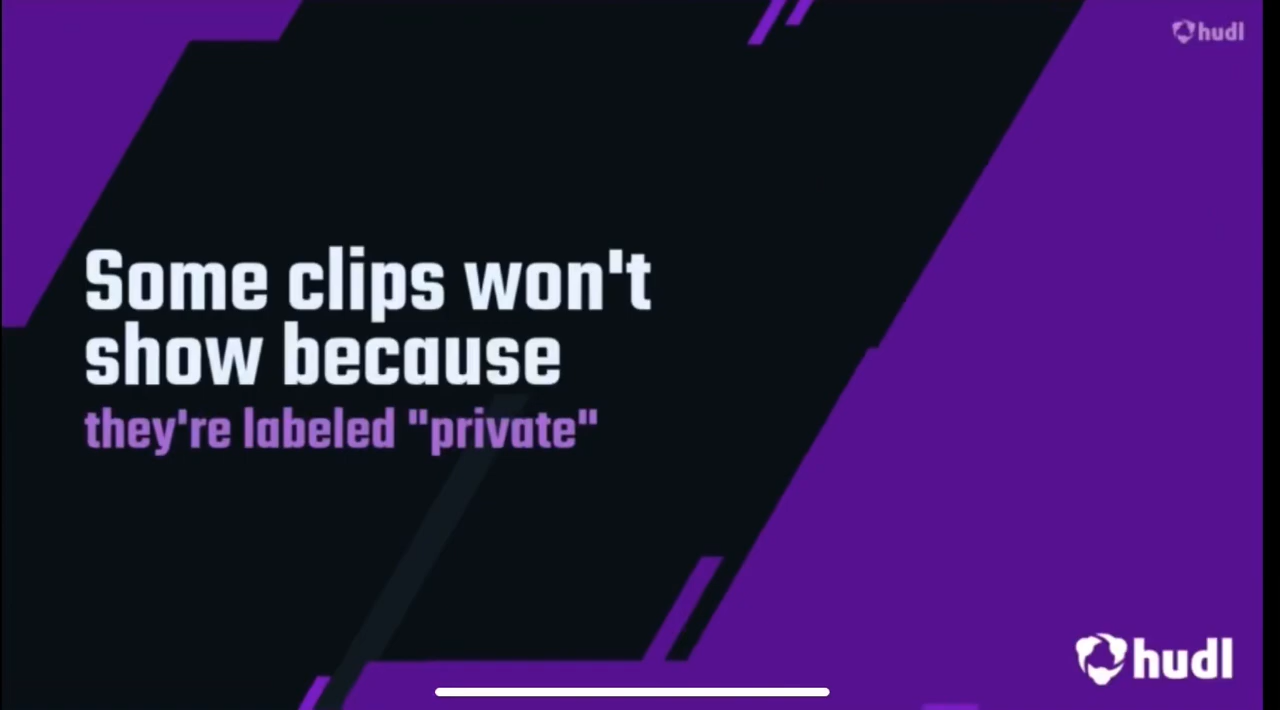 hudl
Some clips won't
show because
they're labeled "private"
hudl